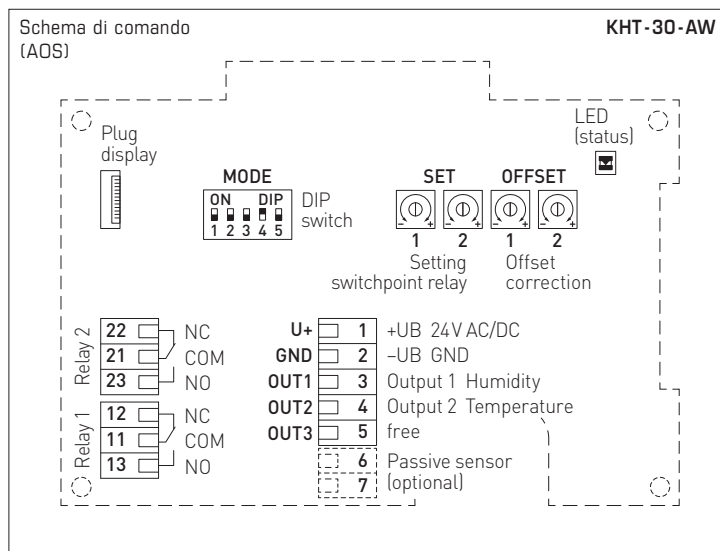 Schema di comando
(AOS)
KHT-30-AW
Plug
display
LED
(status)
MODE
ON DIP
1 2 3 4 5
DIP
switch
SET OFFSET
- + - + - + - +
1 2 1 2
Setting
switchpoint relay
Offset
correction
Relay 2
22 NC
21 COM
23 NO
Relay 1
12 NC
11 COM
13 NO
U+ 1 +UB 24V AC/DC
GND 2 –UB GND
OUT1 3 Output 1 Humidity
OUT2 4 Output 2 Temperature
OUT3 5 free
6 Passive sensor
7 (optional)